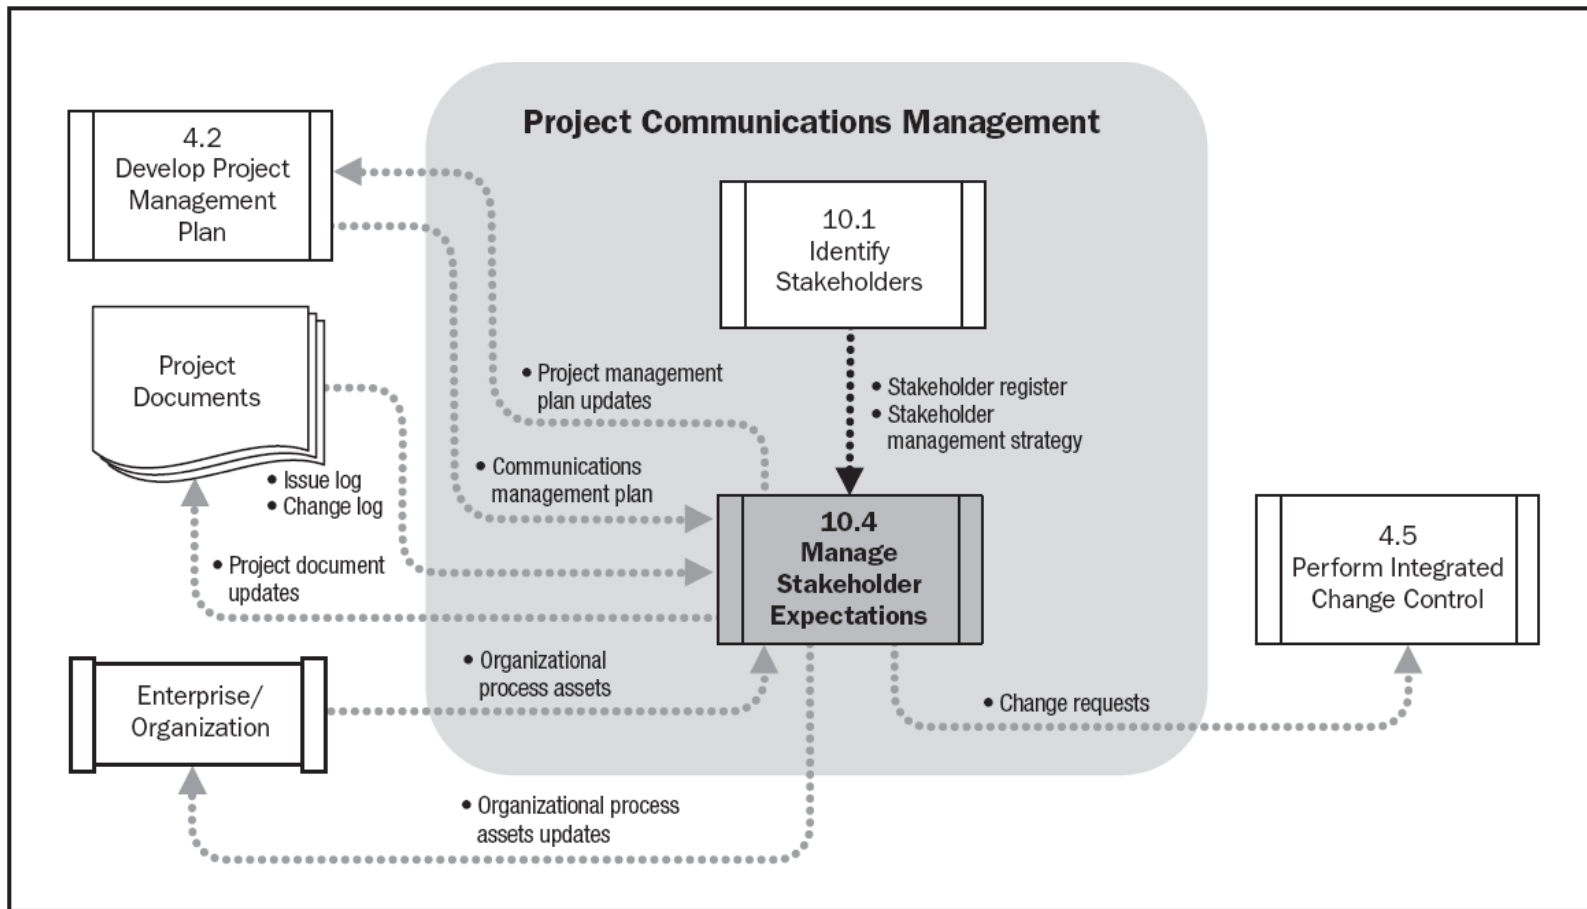 Project Communications Management
4.2
Develop Project
Management
Plan
10.1
Identify
Stakeholders
Project
Documents
• Project management
plan updates
• Stakeholder register
• Stakeholder
management strategy
• Communications
management plan
• Issue log
• Change log
10.4
Manage
Stakeholder
Expectations
4.5
Perform Integrated
Change Control
• Project document
updates
• Organizational
process assets
Enterprise/
Organization
• Change requests
• Organizational process
assets updates